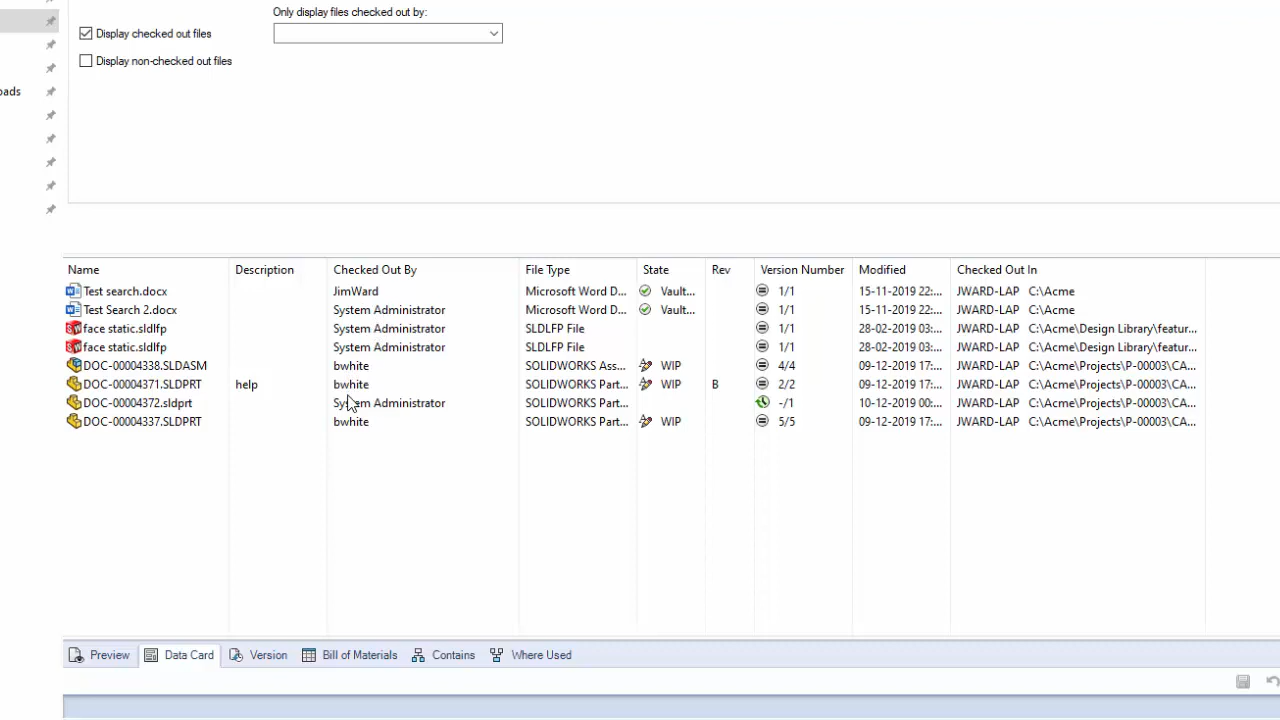 Only display files checked out by:
Display checked out files
Display non-checked out files
oads
Name Description Checked Out By File Type State Rev Version Number Modified Checked Out In
Test search.docx JimWard Microsoft Word D... Vault... 1/1 15-11-2019 22:... JWARD-LAP C:\Acme
Test Search 2.docx System Administrator Microsoft Word D... Vault... 1/1 15-11-2019 22:... JWARD-LAP C:\Acme
face static.sldlfp System Administrator SLDLFP File 1/1 28-02-2019 03:... JWARD-LAP C:\Acme\Design Library\featur...
face static.sldlfp System Administrator SLDLFP File 1/1 28-02-2019 03:... JWARD-LAP C:\Acme\Design Library\featur...
DOC-00004338.SLDASM bwhite SOLIDWORKS Ass... WIP 4/4 09-12-2019 17:... JWARD-LAP C:\Acme\Projects\P-00003\CA...
DOC-00004371.SLDPRT help bwhite SOLIDWORKS Part... WIP B 2/2 09-12-2019 17:... JWARD-LAP C:\Acme\Projects\P-00003\CA...
DOC-00004372.sldprt System Administrator SOLIDWORKS Part... -/1 10-12-2019 00:... JWARD-LAP C:\Acme\Projects\P-00003\CA...
DOC-00004337.SLDPRT bwhite SOLIDWORKS Part... WIP 5/5 09-12-2019 17:... JWARD-LAP C:\Acme\Projects\P-00003\CA...
Preview Data Card Version Bill of Materials Contains Where Used